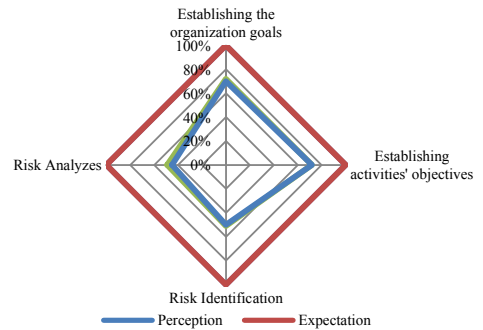 Establishing the
organization goals
100%
80%
60%
40%
20%
0%
Risk Analyzes
Establishing
activities' objectives
Risk Identification
Perception
Expectation